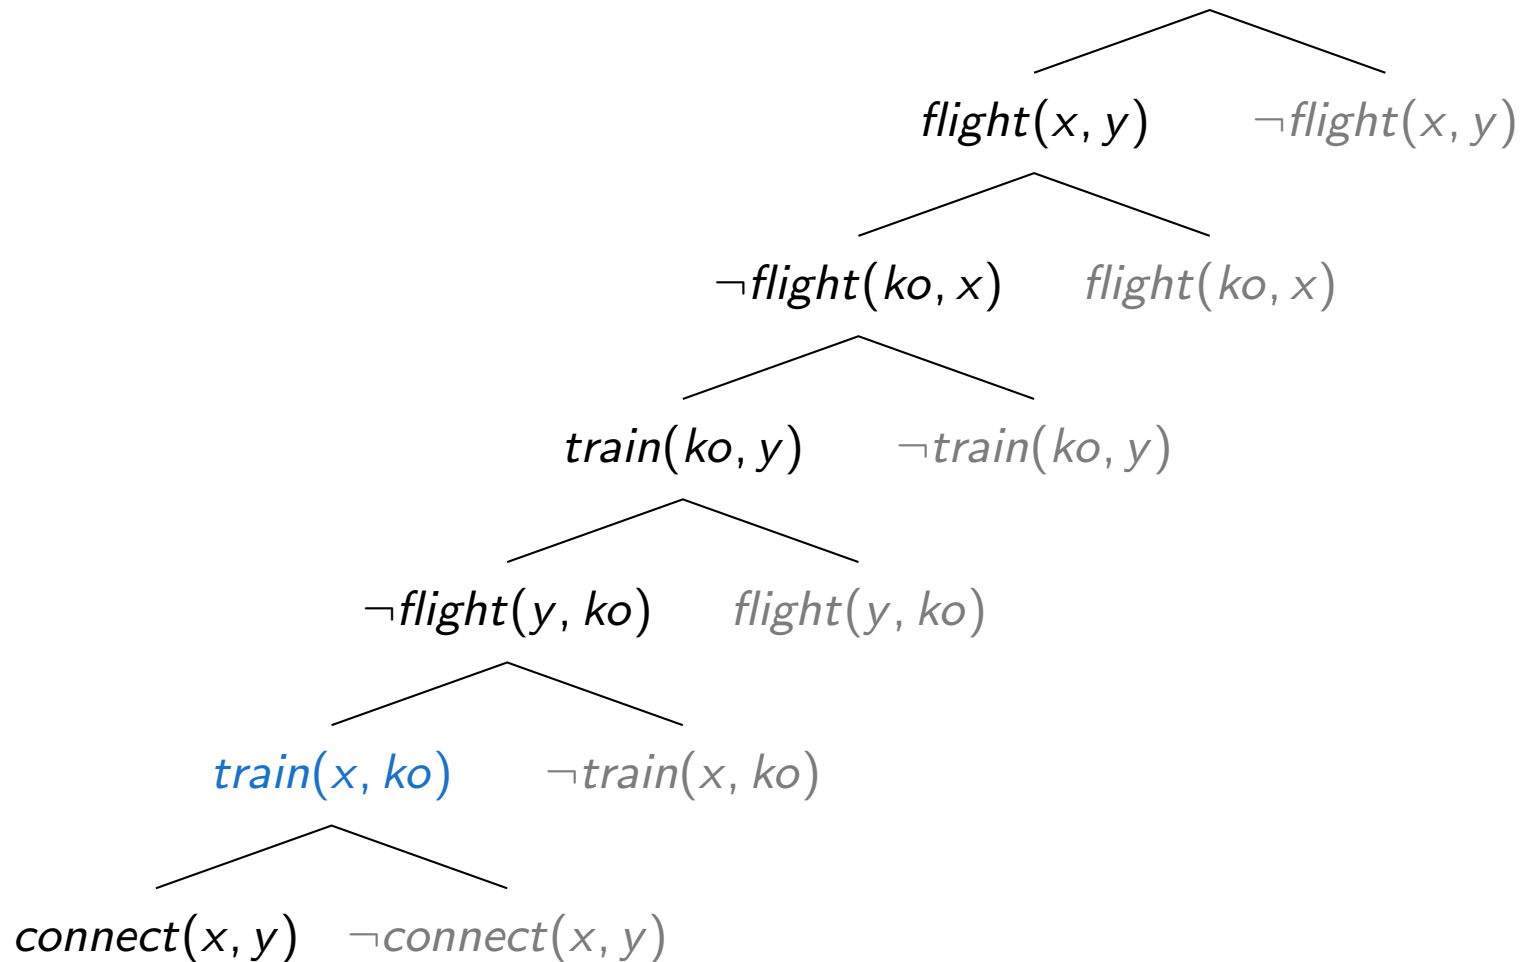 flight(x, y) ¬flight(x, y)
¬flight(ko, x) flight(ko, x)
train(ko, y) ¬train(ko, y)
¬flight(y, ko) flight(y, ko)
train(x, ko) ¬train(x, ko)
connect(x, y) ¬connect(x, y)